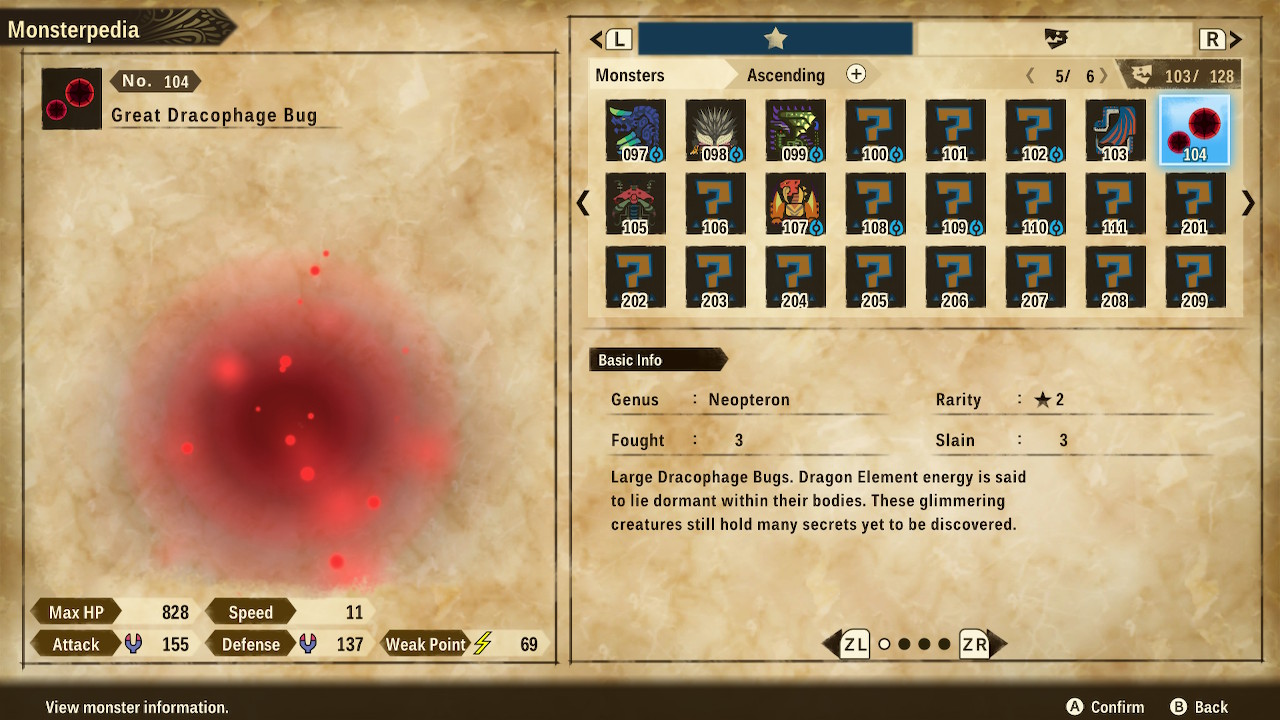 Monsterpedia
No. 104
Great Dracophage Bug
Max HP 828
Speed 11
Attack 155
Defense 137
Weak Point 69
L
R
Monsters
Ascending
5/ 6
103/ 128
097 098 099 100 101 102 103 104
105 106 107 108 109 110 111 201
202 203 204 205 206 207 208 209
Basic Info
Genus : Neopteron
Rarity : ★ 2
Fought : 3
Slain : 3
Large Dracophage Bugs. Dragon Element energy is said
to lie dormant within their bodies. These glimmering
creatures still hold many secrets yet to be discovered.
ZL ZR
View monster information.
A Confirm B Back